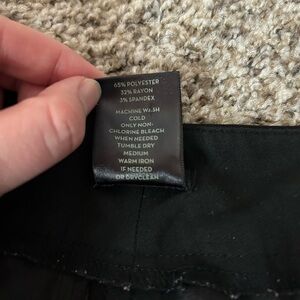 65% POLYESTER
32% RAYON
3% SPANDEX
MACHINE WASH
COLD
ONLY NON-
CHLORINE BLEACH
WHEN NEEDED
TUMBLE DRY
MEDIUM
WARM IRON
IF NEEDED
OR DRYCLEAN